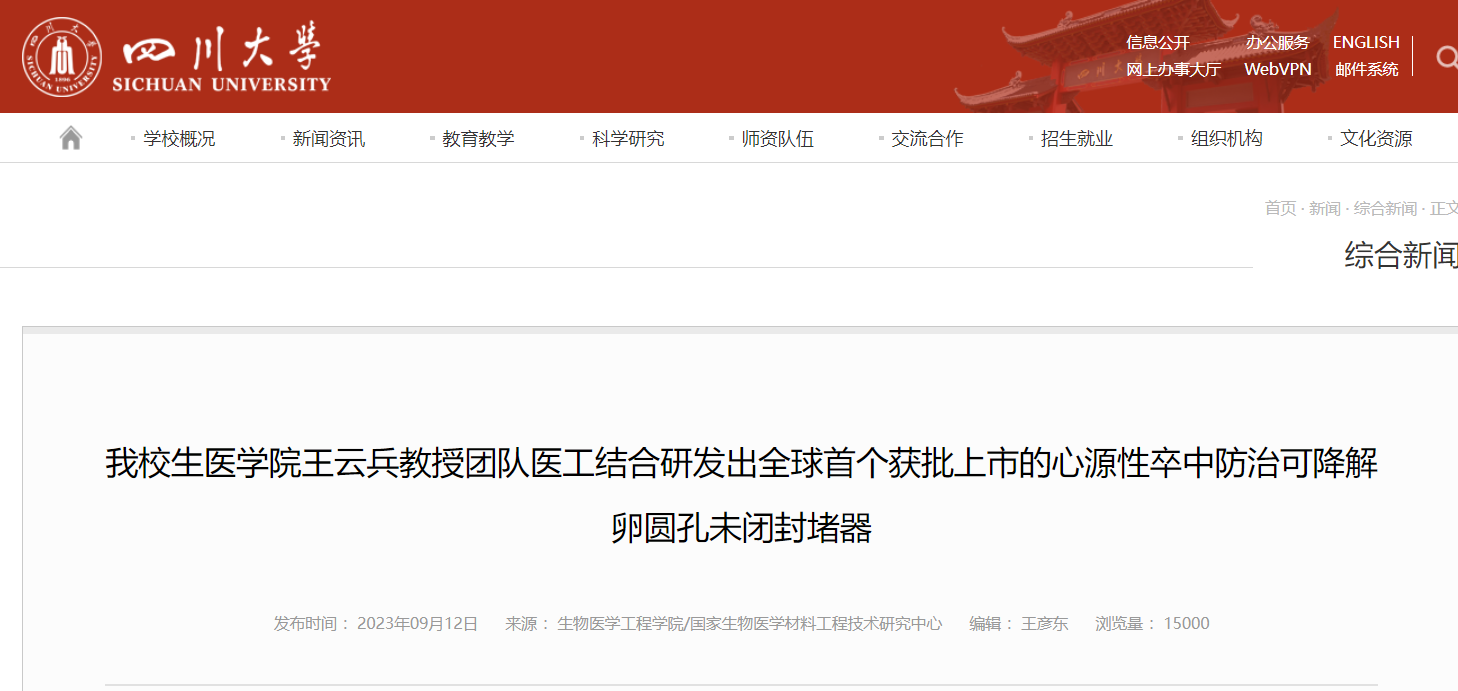 四川大學
SICHUAN UNIVERSITY
信息公开 办公服务 ENGLISH
网上办事大厅 WebVPN 邮件系统
学校概况 新闻资讯 教育教学 科学研究 师资队伍 交流合作 招生就业 组织机构 文化资源
首页 · 新闻 · 综合新闻 · 正文
综合新闻
我校生医学院王云兵教授团队医工结合研发出全球首个获批上市的心源性卒中防治可降解
卵圆孔未闭封堵器
发布时间： 2023年09月12日 来源： 生物医学工程学院/国家生物医学材料工程技术研究中心 编辑： 王彦东 浏览量： 15000